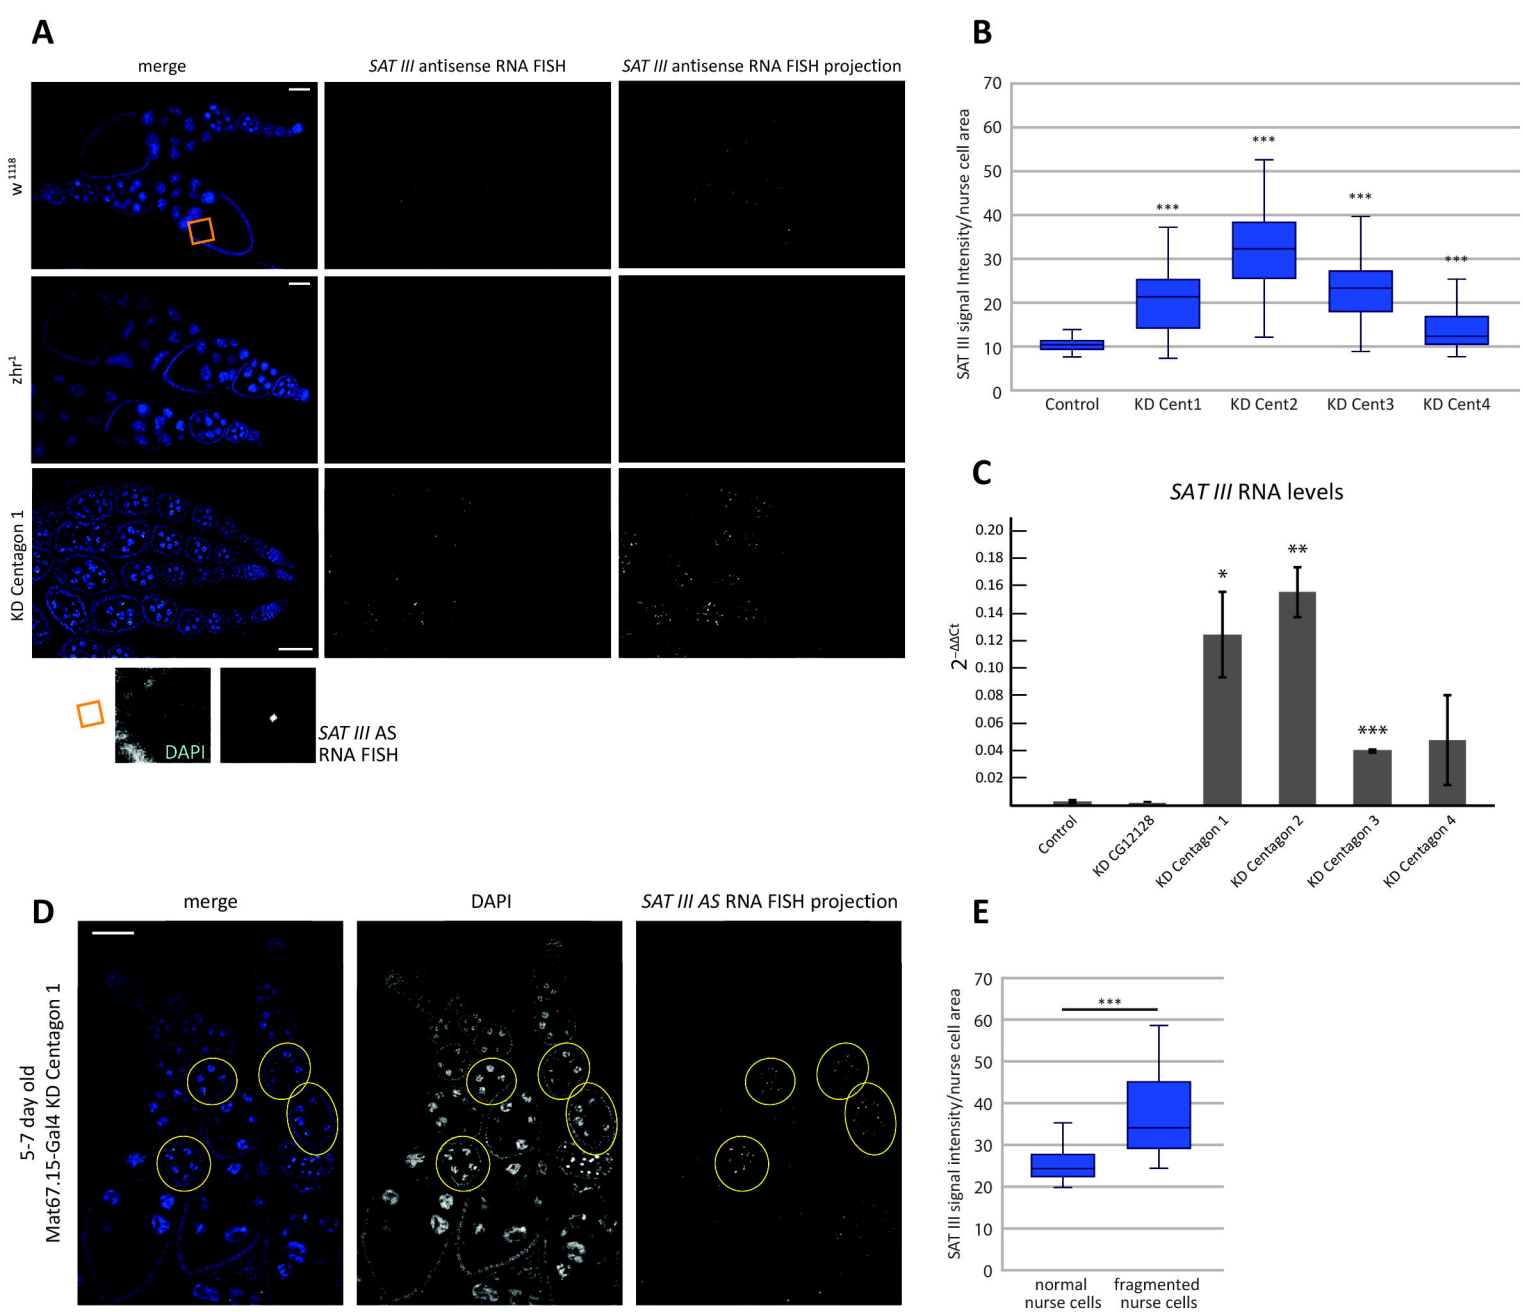 A
merge
SAT III antisense RNA FISH
SAT III antisense RNA FISH projection
w 1118
zhr1
KD Centagon 1
DAPI
SAT III AS
RNA FISH
B
SAT III signal Intensity/nurse cell area
70
60
50
40
30
20
10
0
***
***
***
***
Control
KD Cent1
KD Cent2
KD Cent3
KD Cent4
C
SAT III RNA levels
2–ΔΔCt
0.20
0.18
0.16
0.14
0.12
0.10
0.08
0.06
0.04
0.02
*
**
***
Control
KD CG12128
KD Centagon 1
KD Centagon 2
KD Centagon 3
KD Centagon 4
D
merge
DAPI
SAT III AS RNA FISH projection
5-7 day old
Mat67.15-Gal4 KD Centagon 1
E
SAT III signal intensity/nurse cell area
70
60
50
40
30
20
10
0
***
normal
nurse cells
fragmented
nurse cells